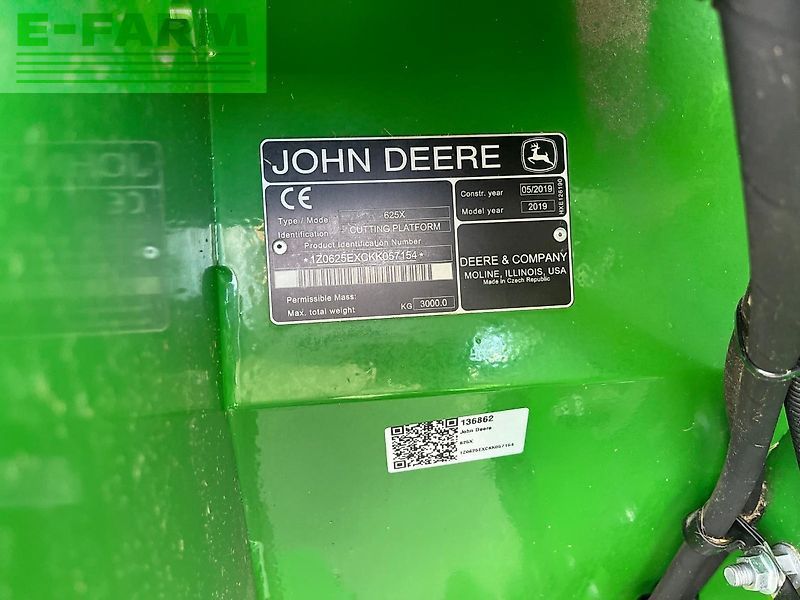 E-FARM
JOHN DEERE
CE
Type / Model 625X
Identification CUTTING PLATFORM
Product Identification Number
*1Z0625EXCKK057154*
Permissible Mass:
Max. total weight KG 3000.0
Constr. year 05/2019
Model year 2019
HXE126190
DEERE & COMPANY
MOLINE, ILLINOIS, USA
Made in Czech Republic
136862
John Deere
625X
1Z0625EXCKK057154